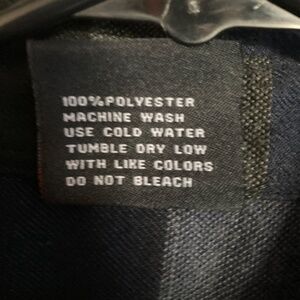 100%POLYESTER
MACHINE WASH
USE COLD WATER
TUMBLE DRY LOW
WITH LIKE COLORS
DO NOT BLEACH